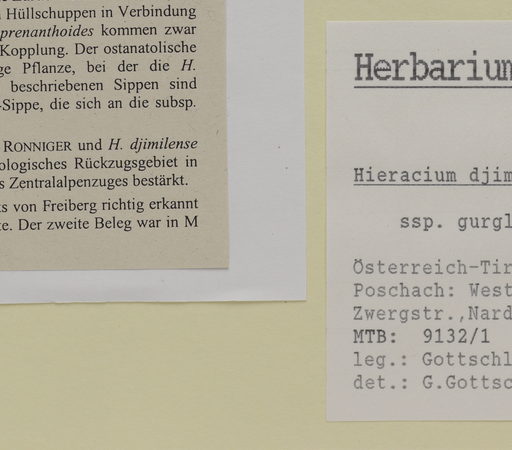 Hüllschuppen in Verbindung
prenanthoides kommen zwar
Kopplung. Der ostanatolische
ge Pflanze, bei der die H.
beschriebenen Sippen sind
-Sippe, die sich an die subsp.
RONNIGER und H. djimilense
ologisches Rückzugsgebiet in
s Zentralalpenzuges bestärkt.
s von Freiberg richtig erkannt
te. Der zweite Beleg war in M
Herbarium
Hieracium djim
ssp. gurgl
Österreich-Tir
Poschach: West
Zwergstr.,Nard
MTB: 9132/1
leg.: Gottschl
det.: G.Gottsc